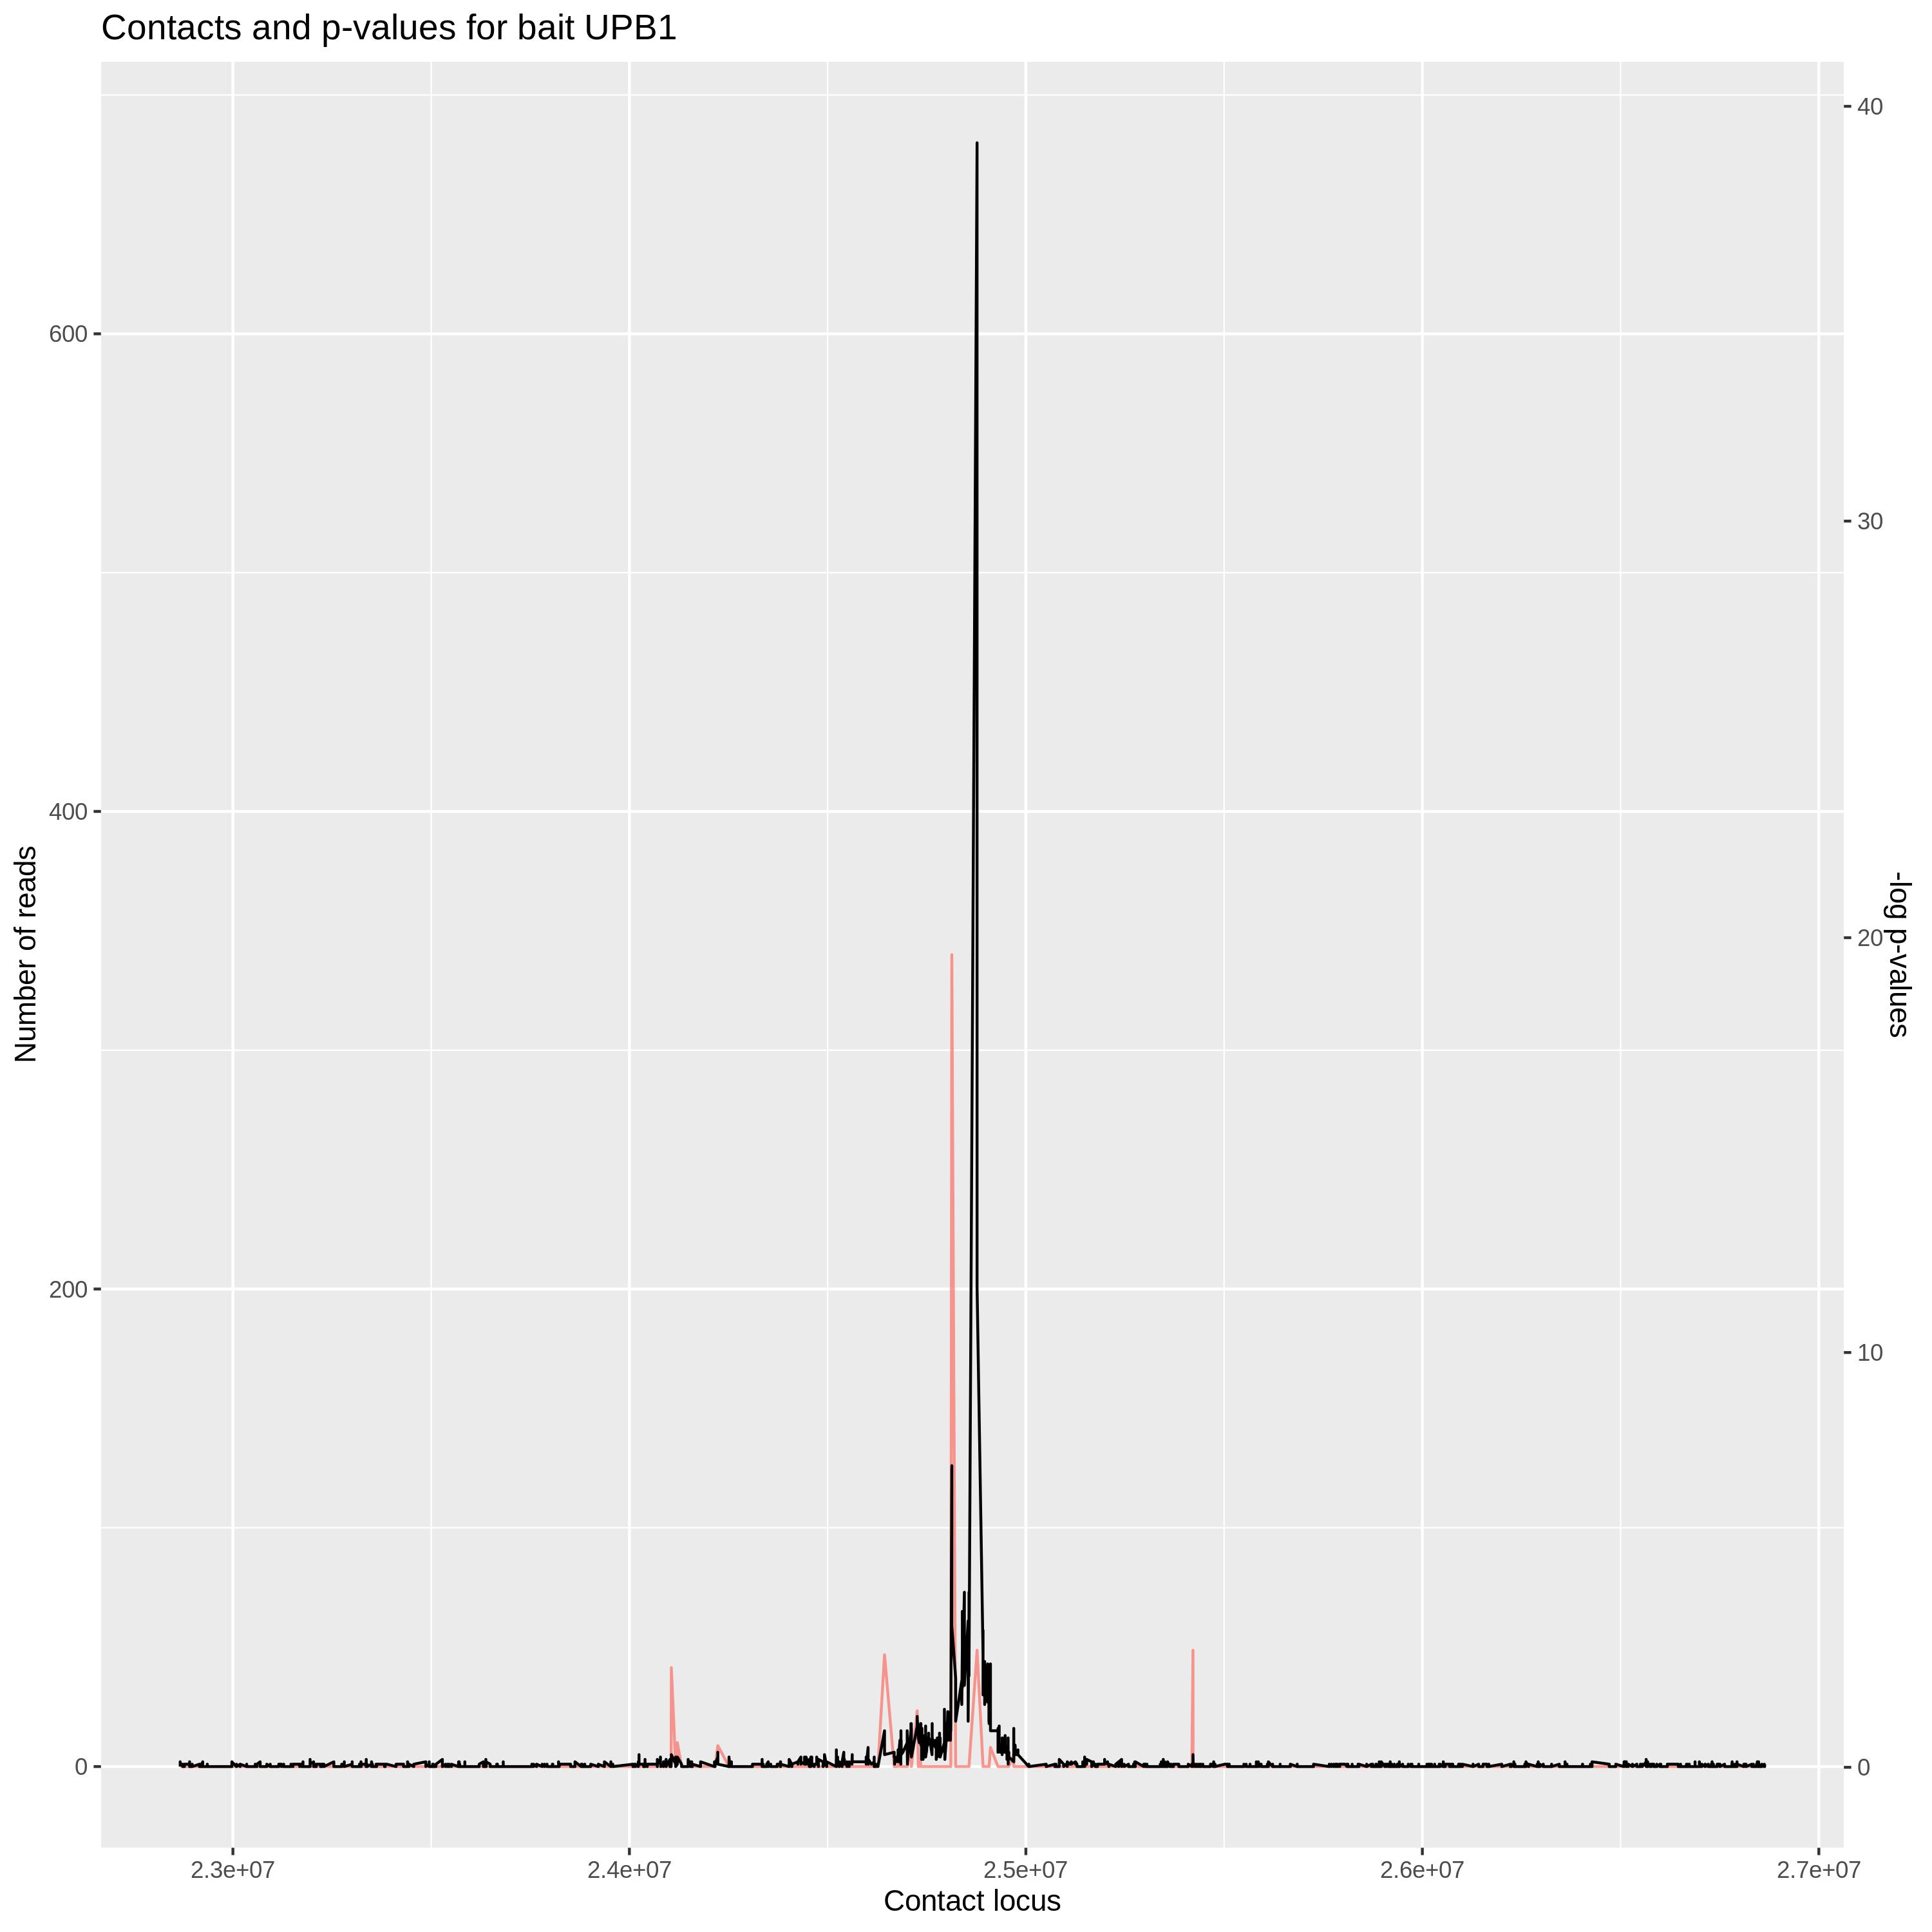 Contacts and p-values for bait UPB1
Number of reads
600
400
200
0
40
30
20
10
0
-log p-values
2.3e+07
2.4e+07
2.5e+07
2.6e+07
2.7e+07
Contact locus